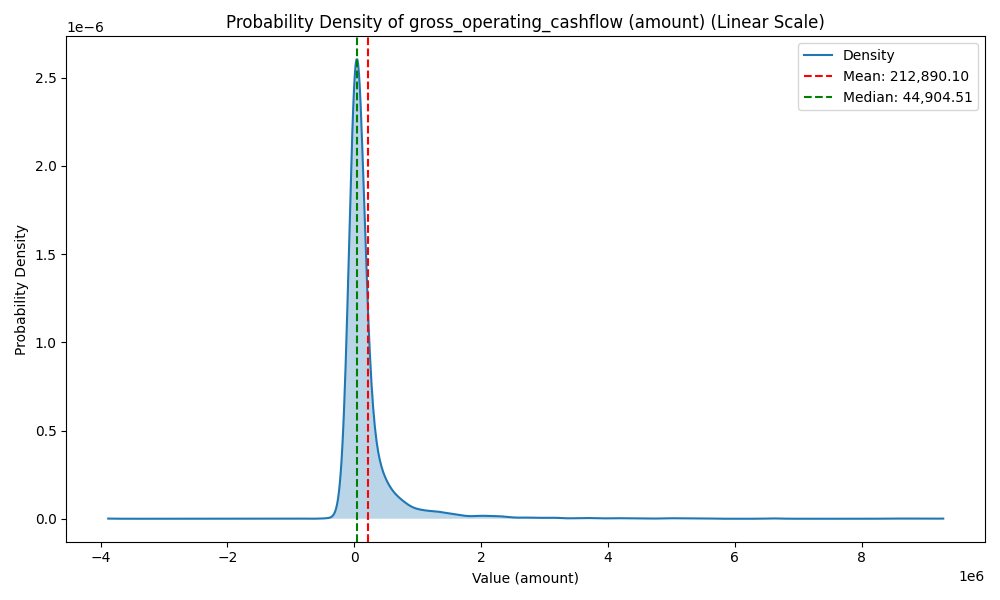 Probability Density of gross_operating_cashflow (amount) (Linear Scale)
1e−6
Density
Mean: 212,890.10
Median: 44,904.51
2.5
2.0
1.5
1.0
0.5
0.0
Probability Density
−4 −2 0 2 4 6 8
1e6
Value (amount)